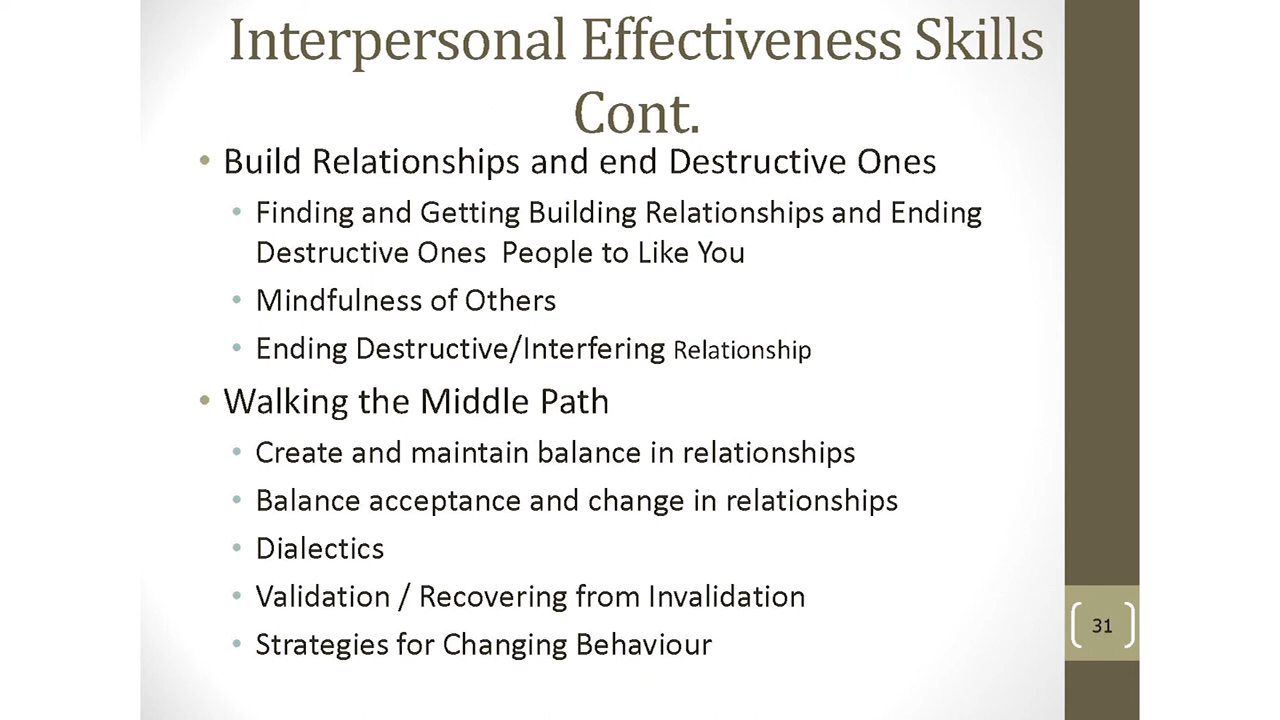 Interpersonal Effectiveness Skills
Cont.
• Build Relationships and end Destructive Ones
• Finding and Getting Building Relationships and Ending
Destructive Ones  People to Like You
• Mindfulness of Others
• Ending Destructive/Interfering Relationship
• Walking the Middle Path
• Create and maintain balance in relationships
• Balance acceptance and change in relationships
• Dialectics
• Validation / Recovering from Invalidation
• Strategies for Changing Behaviour
31